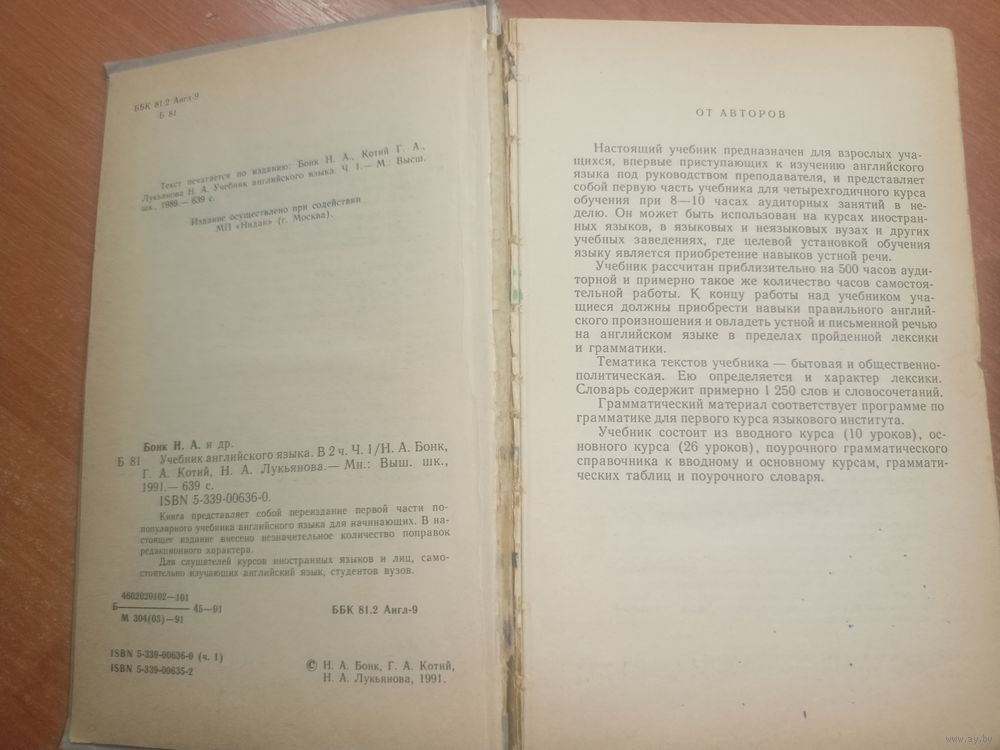 ББК 81.2 Англ-9
Б 81
Текст печатается по изданию: Бонк Н. А., Котий Г. А.,
Лукьянова Н. А. Учебник английского языка. Ч. 1.— М.: Высш.
шк., 1989.— 639 с.
Издание осуществлено при содействии
МП «Нидак» (г. Москва).
Бонк Н. А. и др.
Б 81 Учебник английского языка. В 2 ч. Ч. 1/Н. А. Бонк,
Г. А. Котий, Н. А. Лукьянова.— Мн.: Выш. шк.,
1991.— 639 с.
ISBN 5-339-00636-0.
Книга представляет собой переиздание первой части по-
популярного учебника английского языка для начинающих. В на-
стоящее издание внесено незначительное количество поправок
редакционного характера.
Для слушателей курсов иностранных языков и лиц, само-
стоятельно изучающих английский язык, студентов вузов.
4602020102—101
Б 45—91
М 304(03)—91
ББК 81.2 Англ-9
ISBN 5-339-00636-0 (ч. 1)
ISBN 5-339-00635-2
© Н. А. Бонк, Г. А. Котий,
Н. А. Лукьянова, 1991.
ОТ АВТОРОВ
Настоящий учебник предназначен для взрослых уча-
щихся, впервые приступающих к изучению английского
языка под руководством преподавателя, и представляет
собой первую часть учебника для четырехгодичного курса
обучения при 8—10 часах аудиторных занятий в не-
делю. Он может быть использован на курсах иностран-
ных языков, в языковых и неязыковых вузах и других
учебных заведениях, где целевой установкой обучения
языку является приобретение навыков устной речи.
Учебник рассчитан приблизительно на 500 часов ауди-
торной и примерно такое же количество часов самостоя-
тельной работы. К концу работы над учебником уча-
щиеся должны приобрести навыки правильного англий-
ского произношения и овладеть устной и письменной речью
на английском языке в пределах пройденной лексики
и грамматики.
Тематика текстов учебника — бытовая и общественно-
политическая. Ею определяется и характер лексики.
Словарь содержит примерно 1 250 слов и словосочетаний.
Грамматический материал соответствует программе по
грамматике для первого курса языкового института.
Учебник состоит из вводного курса (10 уроков), ос-
новного курса (26 уроков), поурочного грамматического
справочника к вводному и основному курсам, граммати-
ческих таблиц и поурочного словаря.
www.ay.by